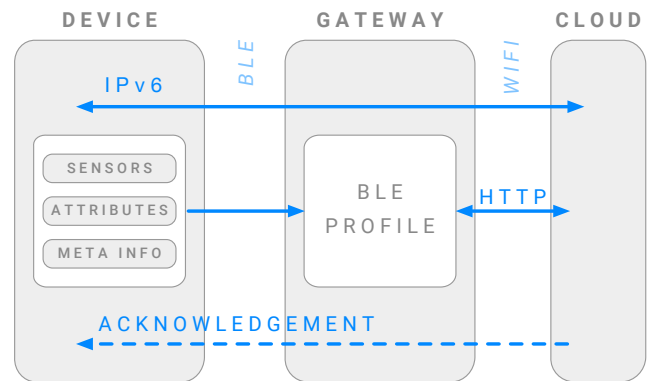 DEVICE
GATEWAY
CLOUD
BLE
WIFI
IPv6
SENSORS
ATTRIBUTES
META INFO
BLE
PROFILE
HTTP
ACKNOWLEDGEMENT